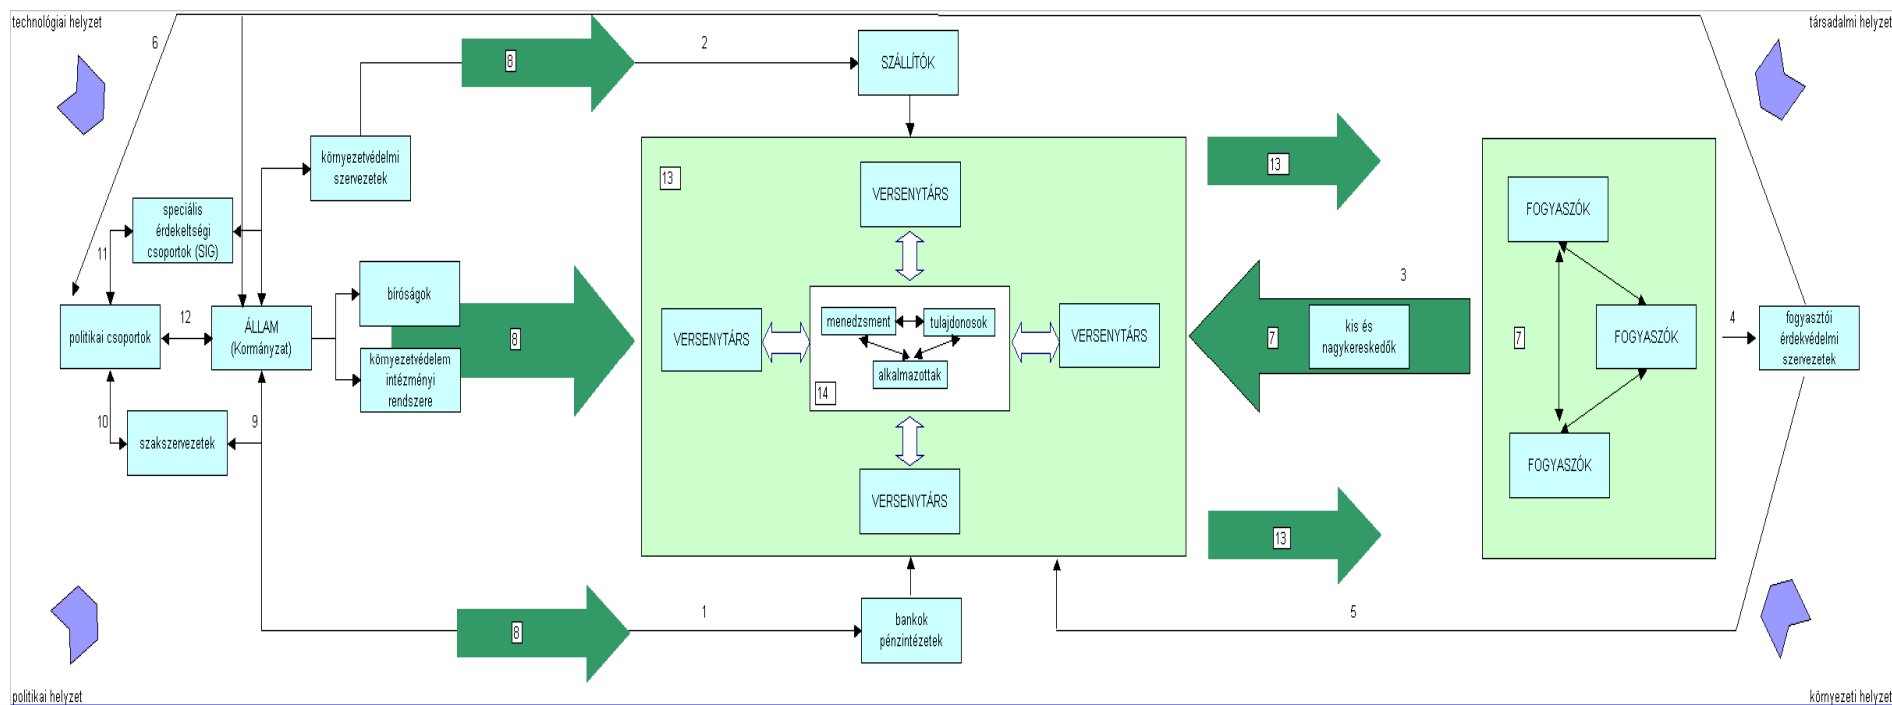 technológiai helyzet
társadalmi helyzet
6
8
2
SZÁLLÍTÓK
környezetvédelmi
szervezetek
13
13
VERSENYTÁRS
FOGYASZÓK
speciális
érdekeltségi
csoportok (SIG)
11
bíróságok
3
politikai csoportok
12
ÁLLAM
(Kormányzat)
8
környezetvédelem
intézményi
rendszere
VERSENYTÁRS
menedzsment
tulajdonosok
alkalmazottak
14
VERSENYTÁRS
7
kis és
nagykereskedők
7
FOGYASZÓK
4
fogyasztói
érdekvédelmi
szervezetek
10
szakszervezetek
9
VERSENYTÁRS
FOGYASZÓK
13
8
1
bankok
pénzintézetek
5
politikai helyzet
környezeti helyzet